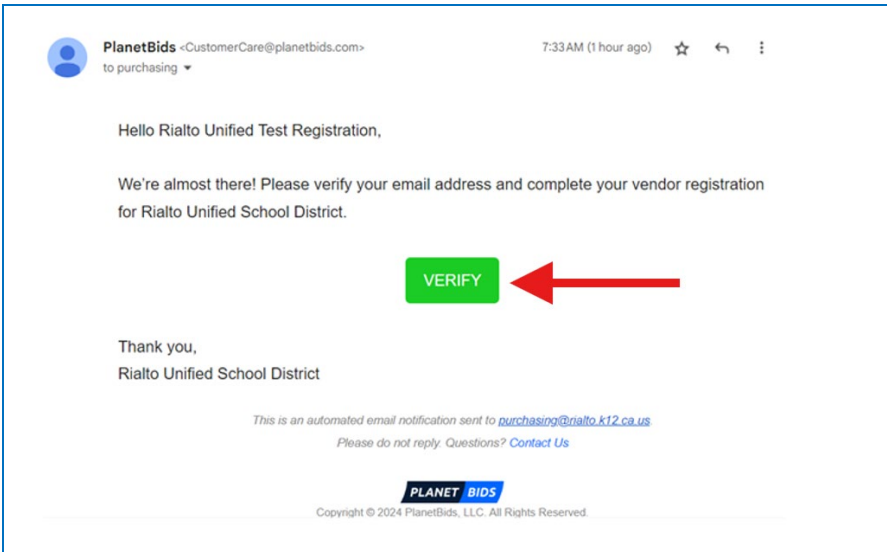 PlanetBids <CustomerCare@planetbids.com> 7:33 AM (1 hour ago)
to purchasing
Hello Rialto Unified Test Registration,
We're almost there! Please verify your email address and complete your vendor registration
for Rialto Unified School District.
VERIFY
Thank you,
Rialto Unified School District
This is an automated email notification sent to purchasing@rialto.k12.ca.us.
Please do not reply. Questions? Contact Us
PLANET BIDS
Copyright © 2024 PlanetBids, LLC. All Rights Reserved.